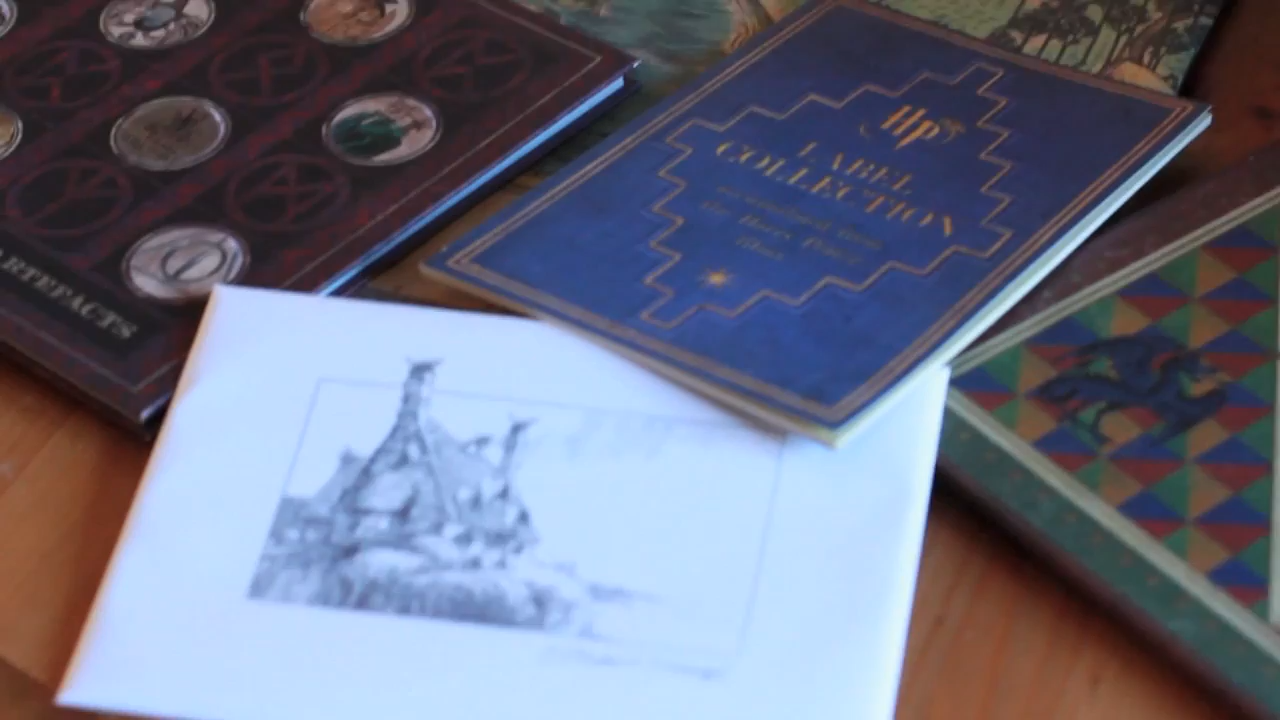 ARTEFACTS
HP
LABEL
COLLECTION
the Harry Potter
films